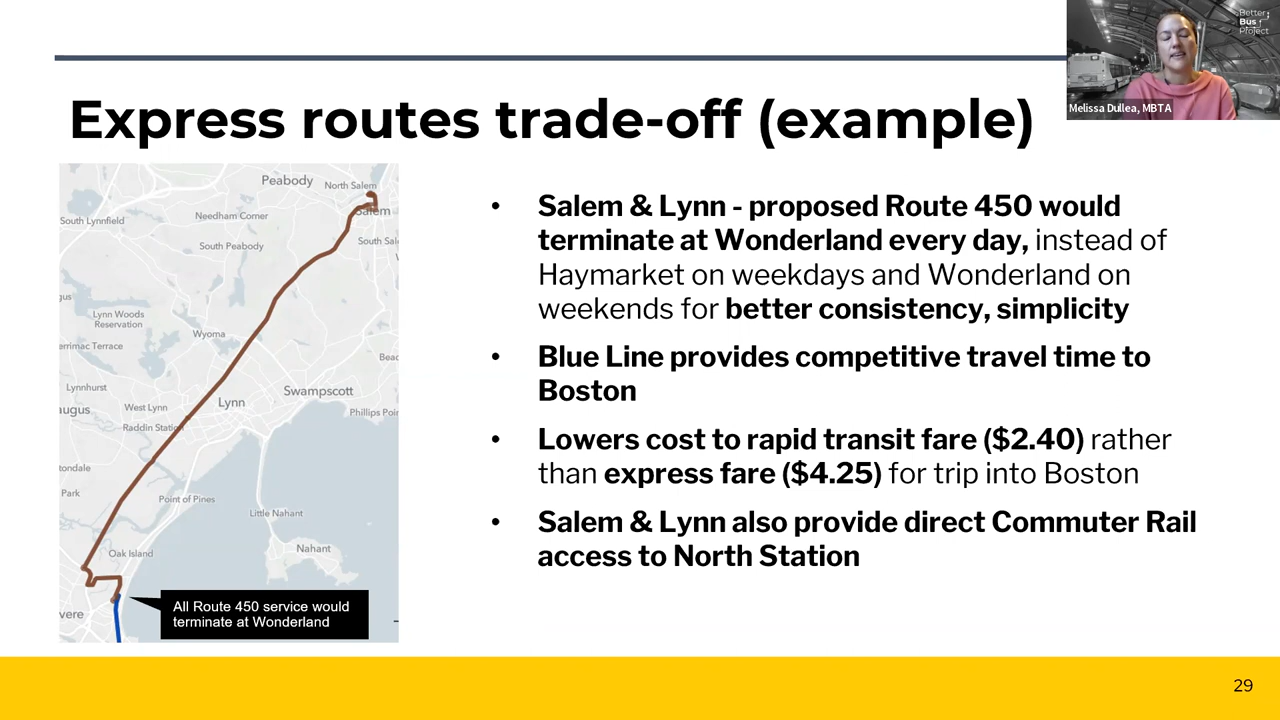 Better
Bus
Project
Melissa Dullea, MBTA
Express routes trade-off (example)
Peabody
North Salem
Salem
South Lynnfield
Needham Corner
South Peabody
South Sal
gus
Lynn Woods
Reservation
Wyoma
errimac Terrace
Beac
Lynnhurst
Swampscott
Lynn
augus
West Lynn
Phillips Poin
Raddin Station
tondale
Park
Point of Pines
Little Nahant
Oak Island
Nahant
vere
All Route 450 service would
terminate at Wonderland
• Salem & Lynn - proposed Route 450 would
terminate at Wonderland every day, instead of
Haymarket on weekdays and Wonderland on
weekends for better consistency, simplicity
• Blue Line provides competitive travel time to
Boston
• Lowers cost to rapid transit fare ($2.40) rather
than express fare ($4.25) for trip into Boston
• Salem & Lynn also provide direct Commuter Rail
access to North Station
29